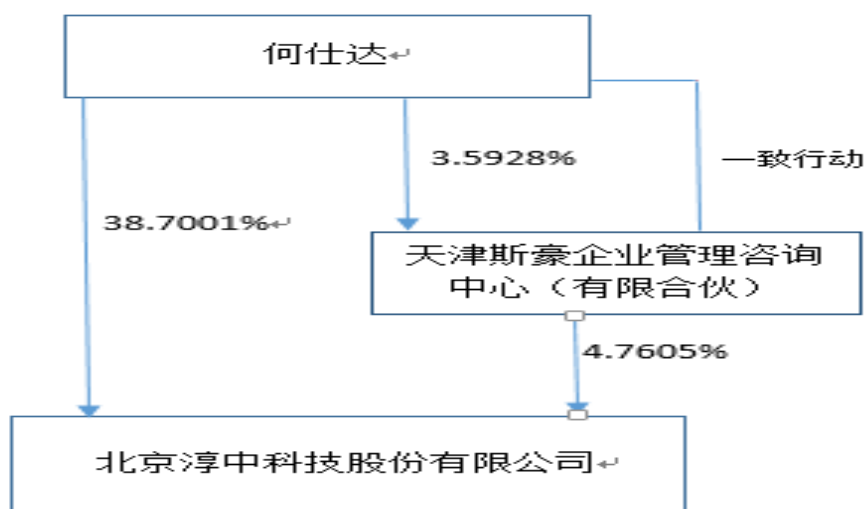 何仕达
3.5928%
一致行动
38.7001%
天津斯豪企业管理咨询
中心（有限合伙）
4.7605%
北京淳中科技股份有限公司